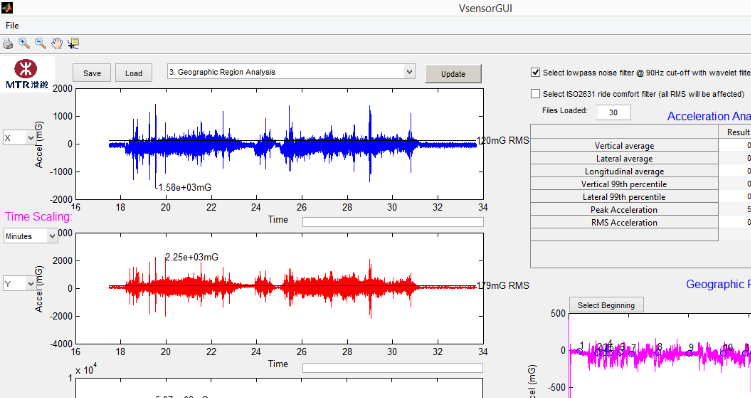 VsensorGUI
File
MTR港鐵
Save
Load
3. Geographic Region Analysis
Update
Select lowpass noise filter @ 90Hz cut-off with wavelet filte
Select ISO2631 ride comfort filter (all RMS will be affected)
Files Loaded:
30
Acceleration Ana
Result
Vertical average
0
Lateral average
0
Longitudinal average
0
Vertical 99th percentile
0
Lateral 99th percentile
0
Peak Acceleration
5
RMS Acceleration
0
X
Accel (mG)
2000
1000
0
-1000
-2000
120mG RMS
-1.58e+03mG
16 18 20 22 24 26 28 30 32 34
Time
Time Scaling:
Minutes
Y
Accel (mG)
4000
2000
0
-2000
-4000
2.25e+03mG
179mG RMS
16 18 20 22 24 26 28 30 32 34
Time
x 10^4
1
Geographic R
Select Beginning
500
0
-500
1
7
8
9